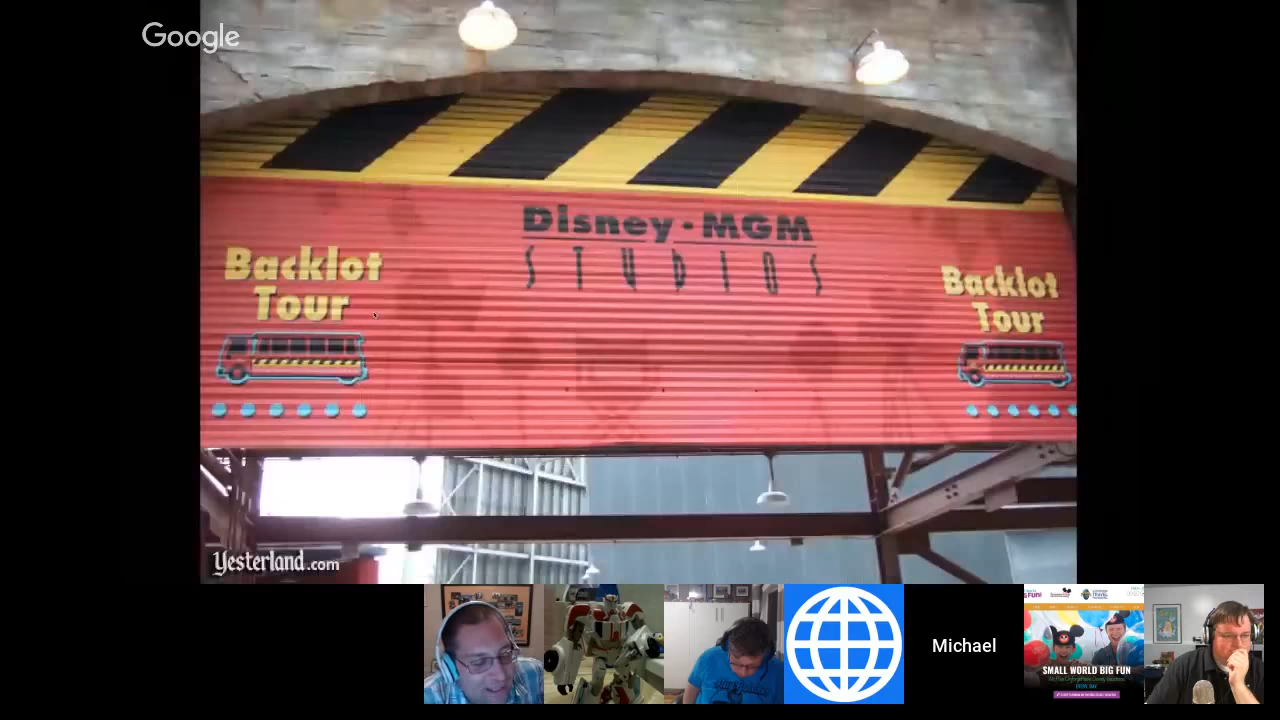 Google
Disney·MGM
STUDIOS
Backlot
Tour
Backlot
Tour
Yesterland.com
Michael
SMALL WORLD BIG FUN